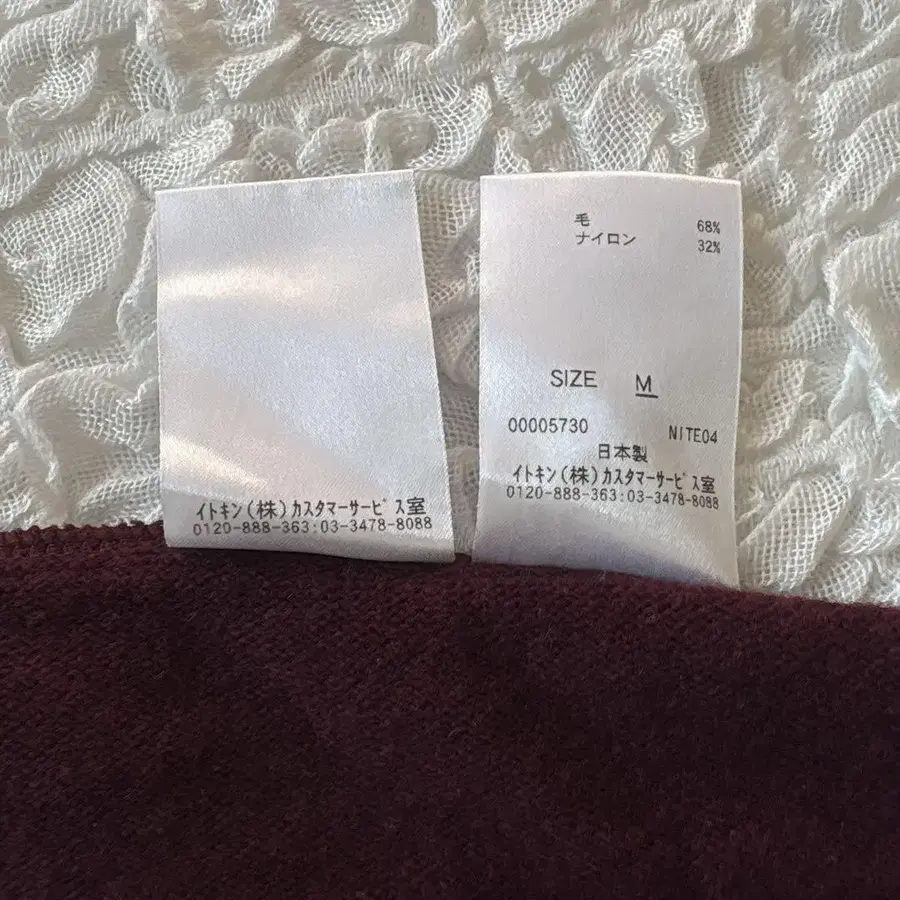 イトキン(株)カスタマーサービス室
0120-888-363:03-3478-8088
毛 68%
ナイロン 32%
SIZE M
00005730 NITE04
日本製
イトキン(株)カスタマーサービス室
0120-888-363:03-3478-8088